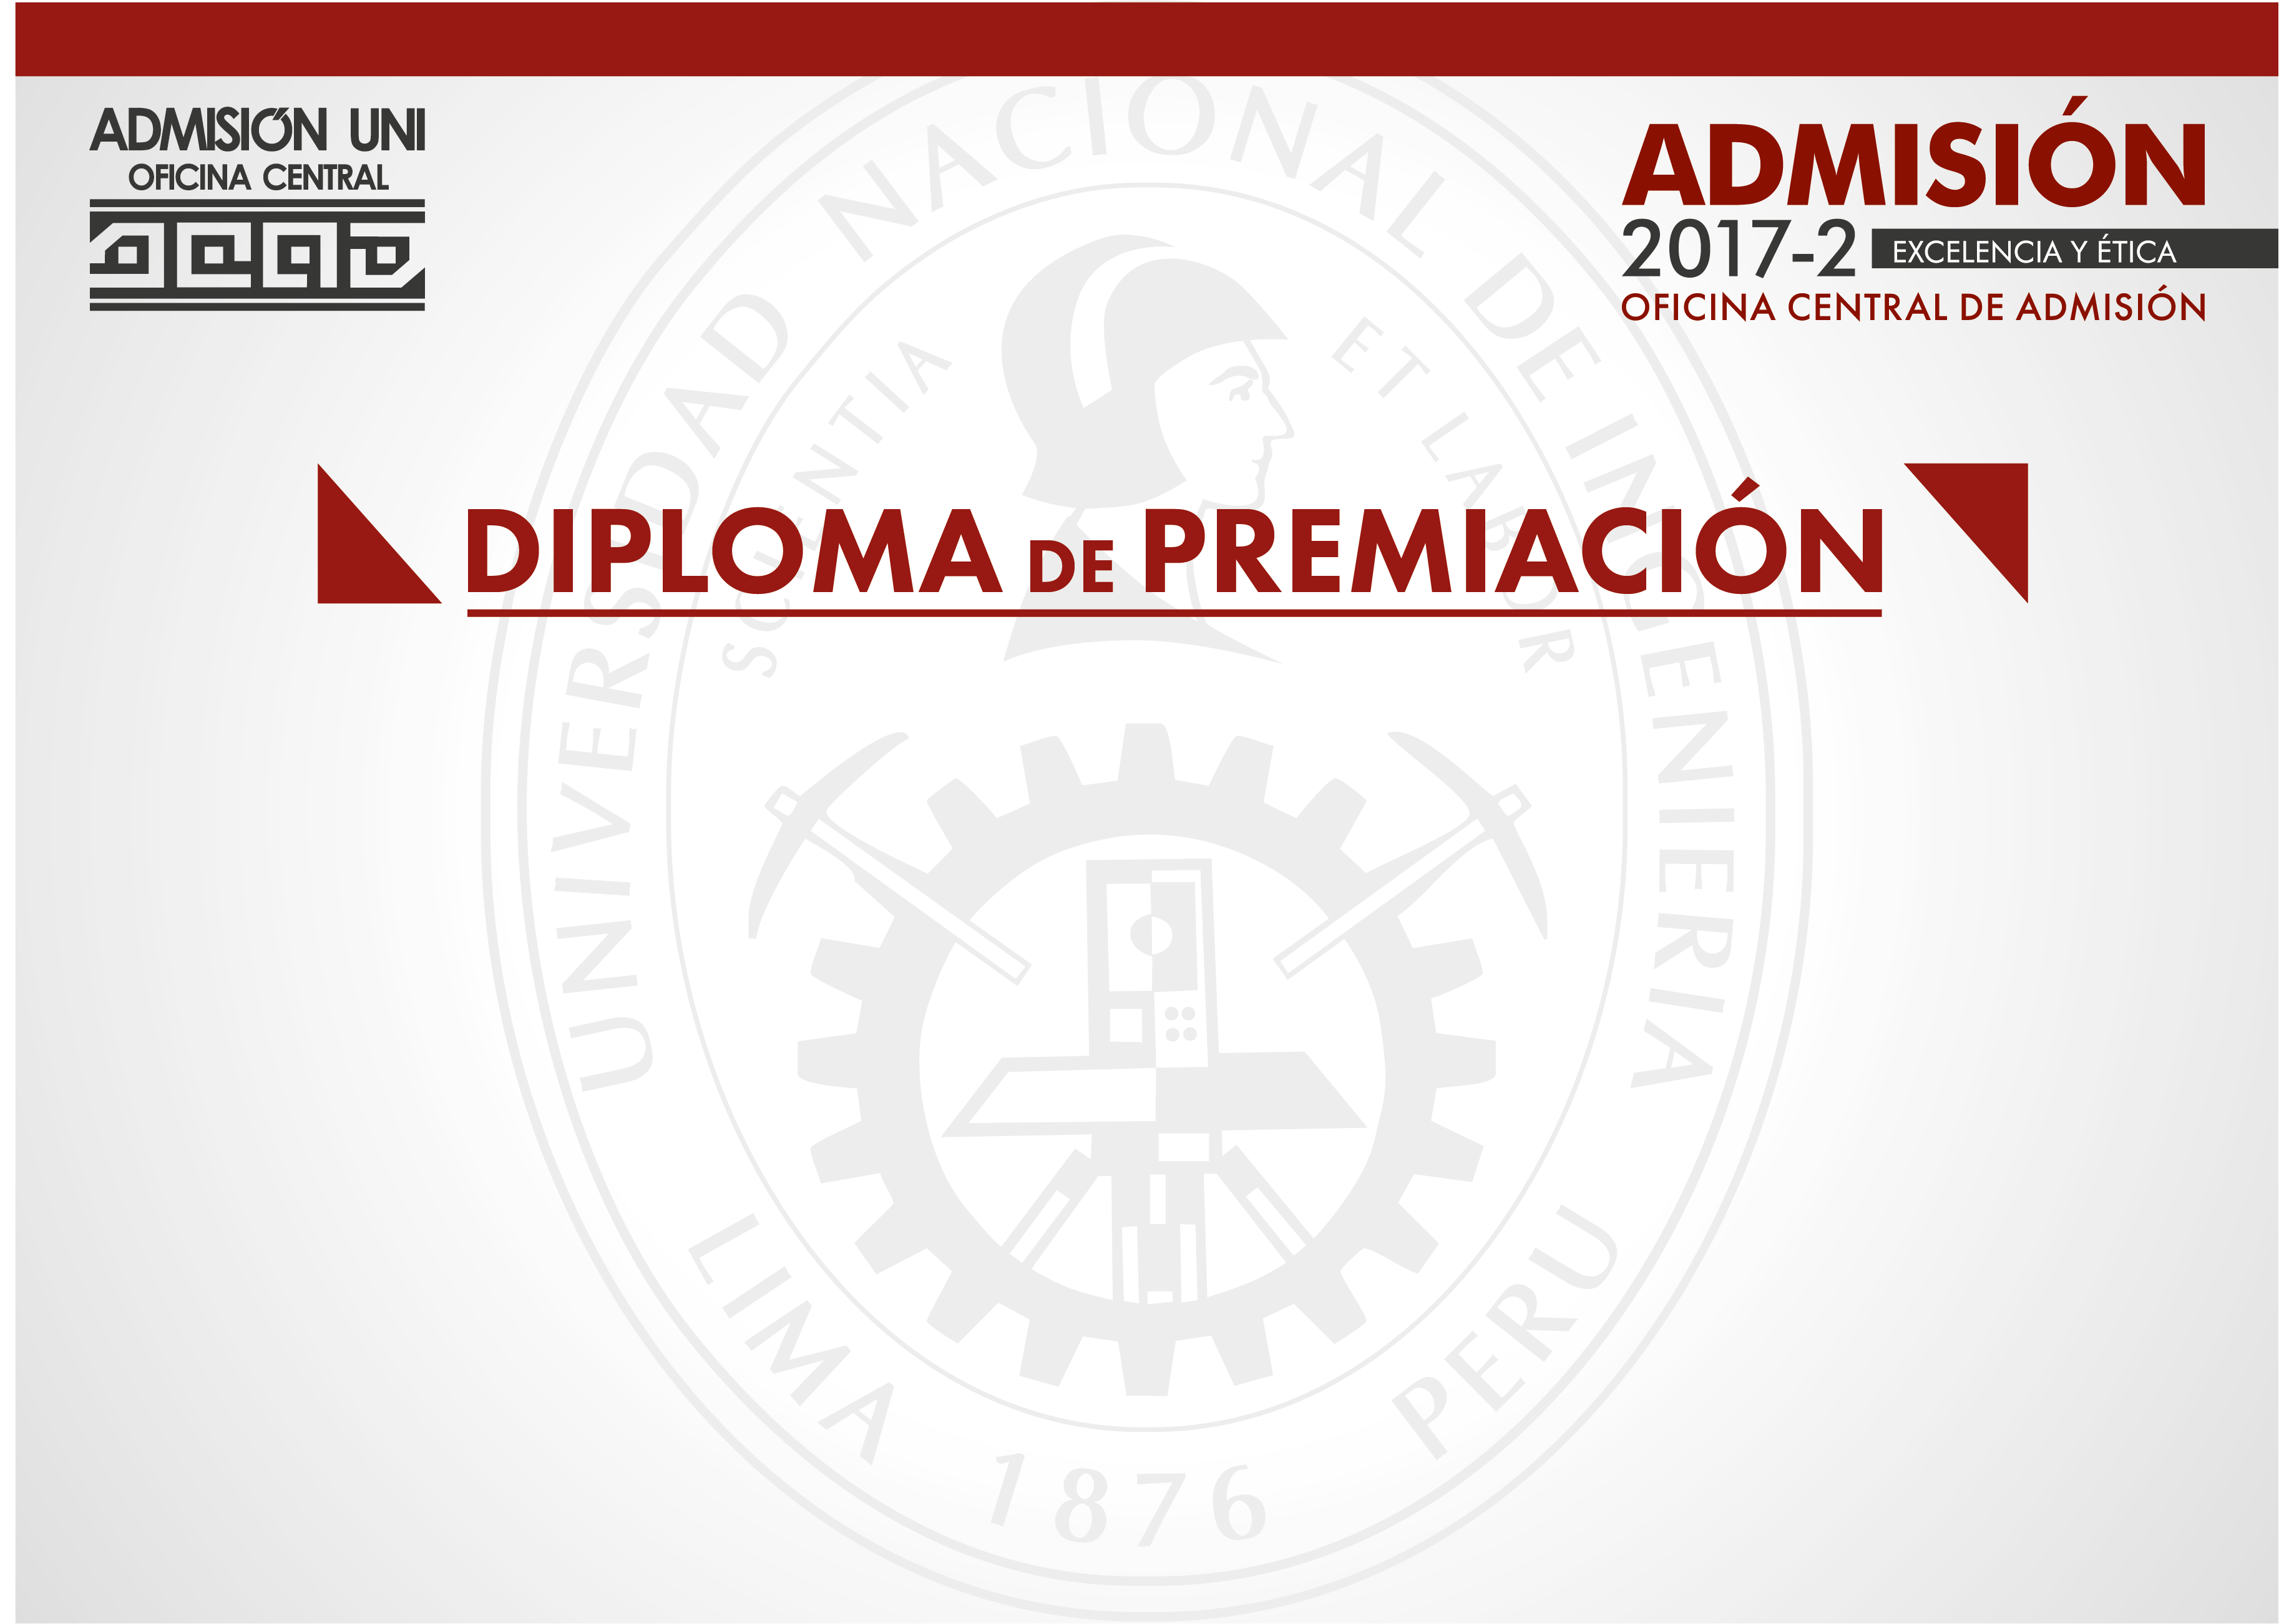 ADMISIÓN UNI
OFICINA CENTRAL
ADMISIÓN
2017-2 EXCELENCIA Y ÉTICA
OFICINA CENTRAL DE ADMISIÓN
DIPLOMA DE PREMIACIÓN
UNIVERSIDAD NACIONAL DE INGENIERIA
SCIENTIA ET LABOR
LIMA 1876 PERU